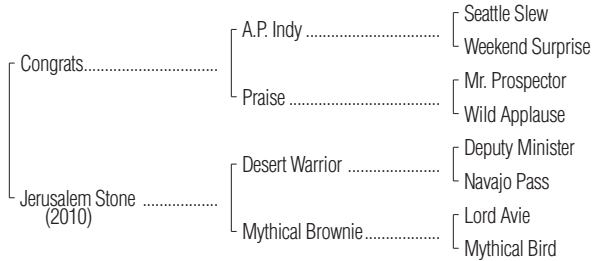 Seattle Slew
A.P. Indy ..............................
Weekend Surprise
Congrats..............................
Mr. Prospector
Praise ..................................
Wild Applause
Deputy Minister
Desert Warrior .....................
Navajo Pass
Jerusalem Stone .................
(2010)
Lord Avie
Mythical Brownie.................
Mythical Bird